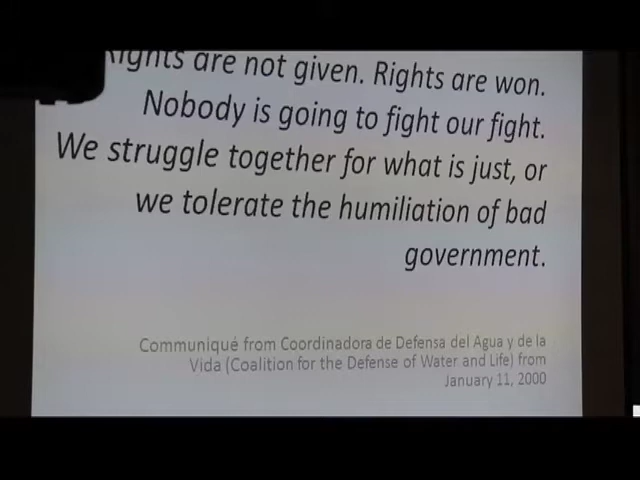 Rights are not given. Rights are won.
Nobody is going to fight our fight.
We struggle together for what is just, or
we tolerate the humiliation of bad
government.
Communiqué from Coordinadora de Defensa del Agua y de la
Vida (Coalition for the Defense of Water and Life) from
January 11, 2000